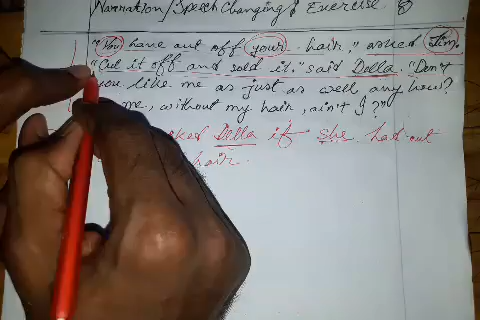 Narration/Speech Changing: Exercise 8
"You have cut off your hair," asked Jim.
"Cut it off and sold it." said Della. "Don't
you like me as just as well any how?
me, without my hair, ain't I?"
Della if she had cut
hair.